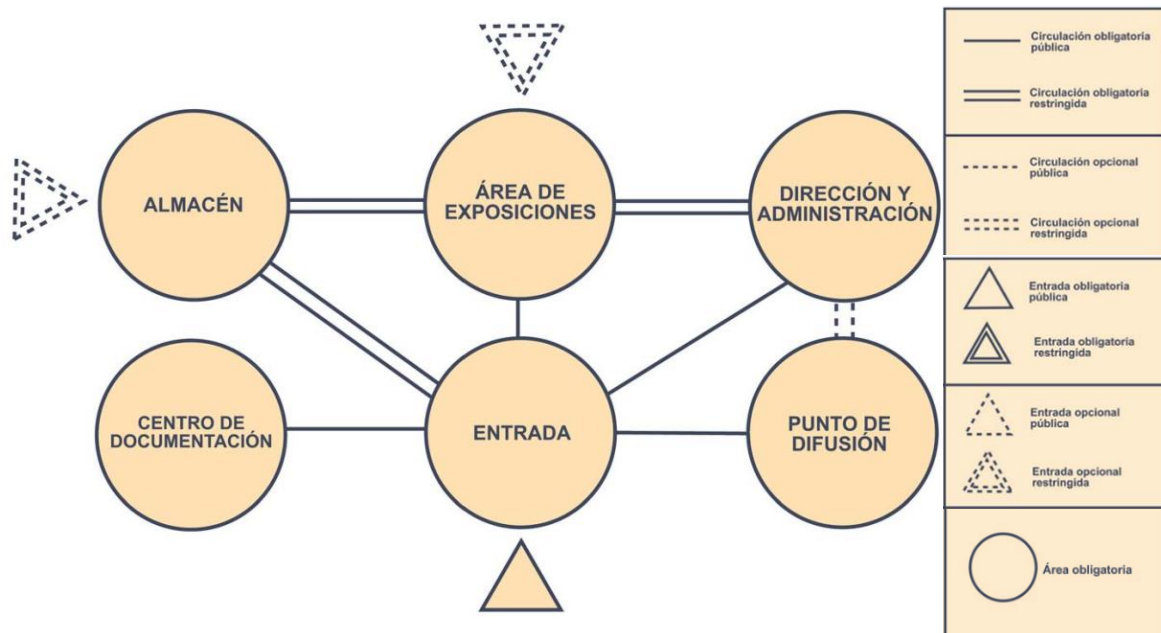 ALMACÉN
ÁREA DE
EXPOSICIONES
DIRECCIÓN Y
ADMINISTRACIÓN
CENTRO DE
DOCUMENTACIÓN
ENTRADA
PUNTO DE
DIFUSIÓN
Circulación obligatoria
pública
Circulación obligatoria
restringida
Circulación opcional
pública
Circulación opcional
restringida
Entrada obligatoria
pública
Entrada obligatoria
restringida
Entrada opcional
pública
Entrada opcional
restringida
Área obligatoria